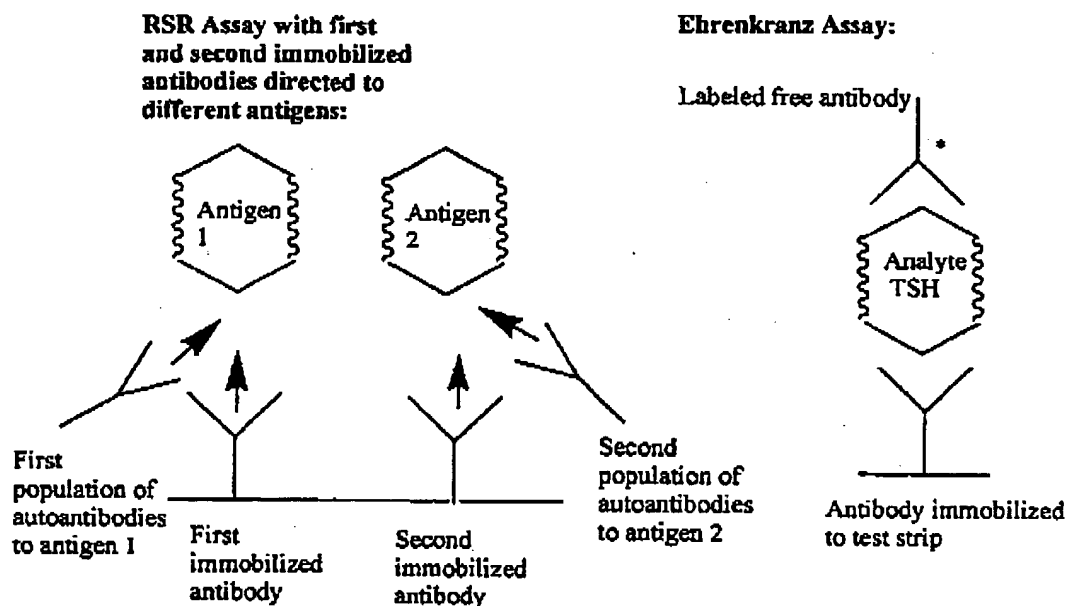 RSR Assay with first
and second immobilized
antibodies directed to
different antigens:
Antigen
1
Antigen
2
First
population of
autoantibodies
to antigen 1
First
immobilized
antibody
Second
immobilized
antibody
Second
population of
autoantibodies
to antigen 2
Ehrenkranz Assay:
Labeled free antibody
*
Analyte
TSH
Antibody immobilized
to test strip